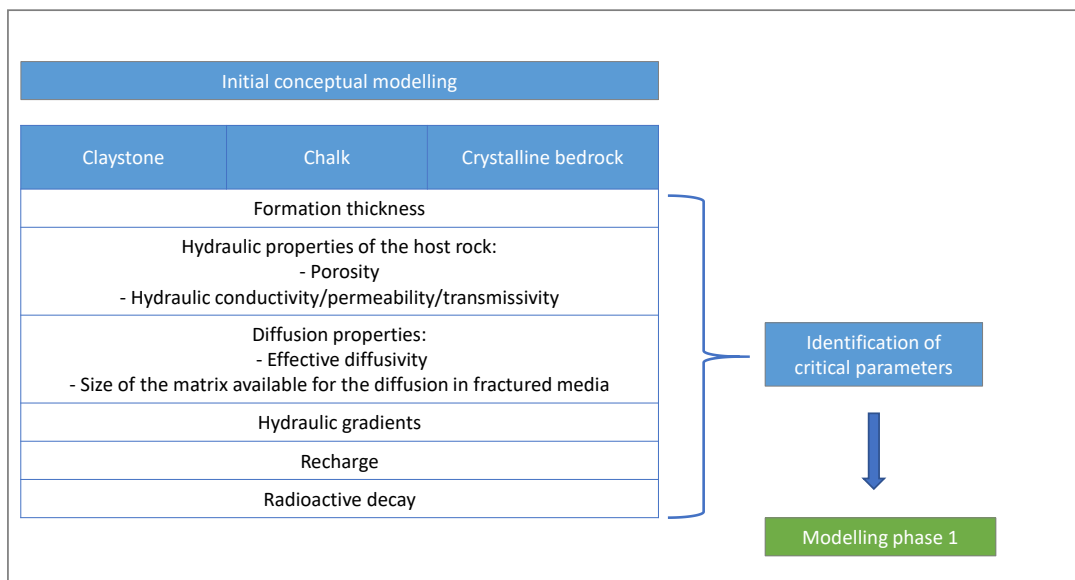 Initial conceptual modelling
Claystone
Chalk
Crystalline bedrock
Formation thickness
Hydraulic properties of the host rock:
- Porosity
- Hydraulic conductivity/permeability/transmissivity
Diffusion properties:
- Effective diffusivity
- Size of the matrix available for the diffusion in fractured media
Hydraulic gradients
Recharge
Radioactive decay
Identification of
critical parameters
Modelling phase 1